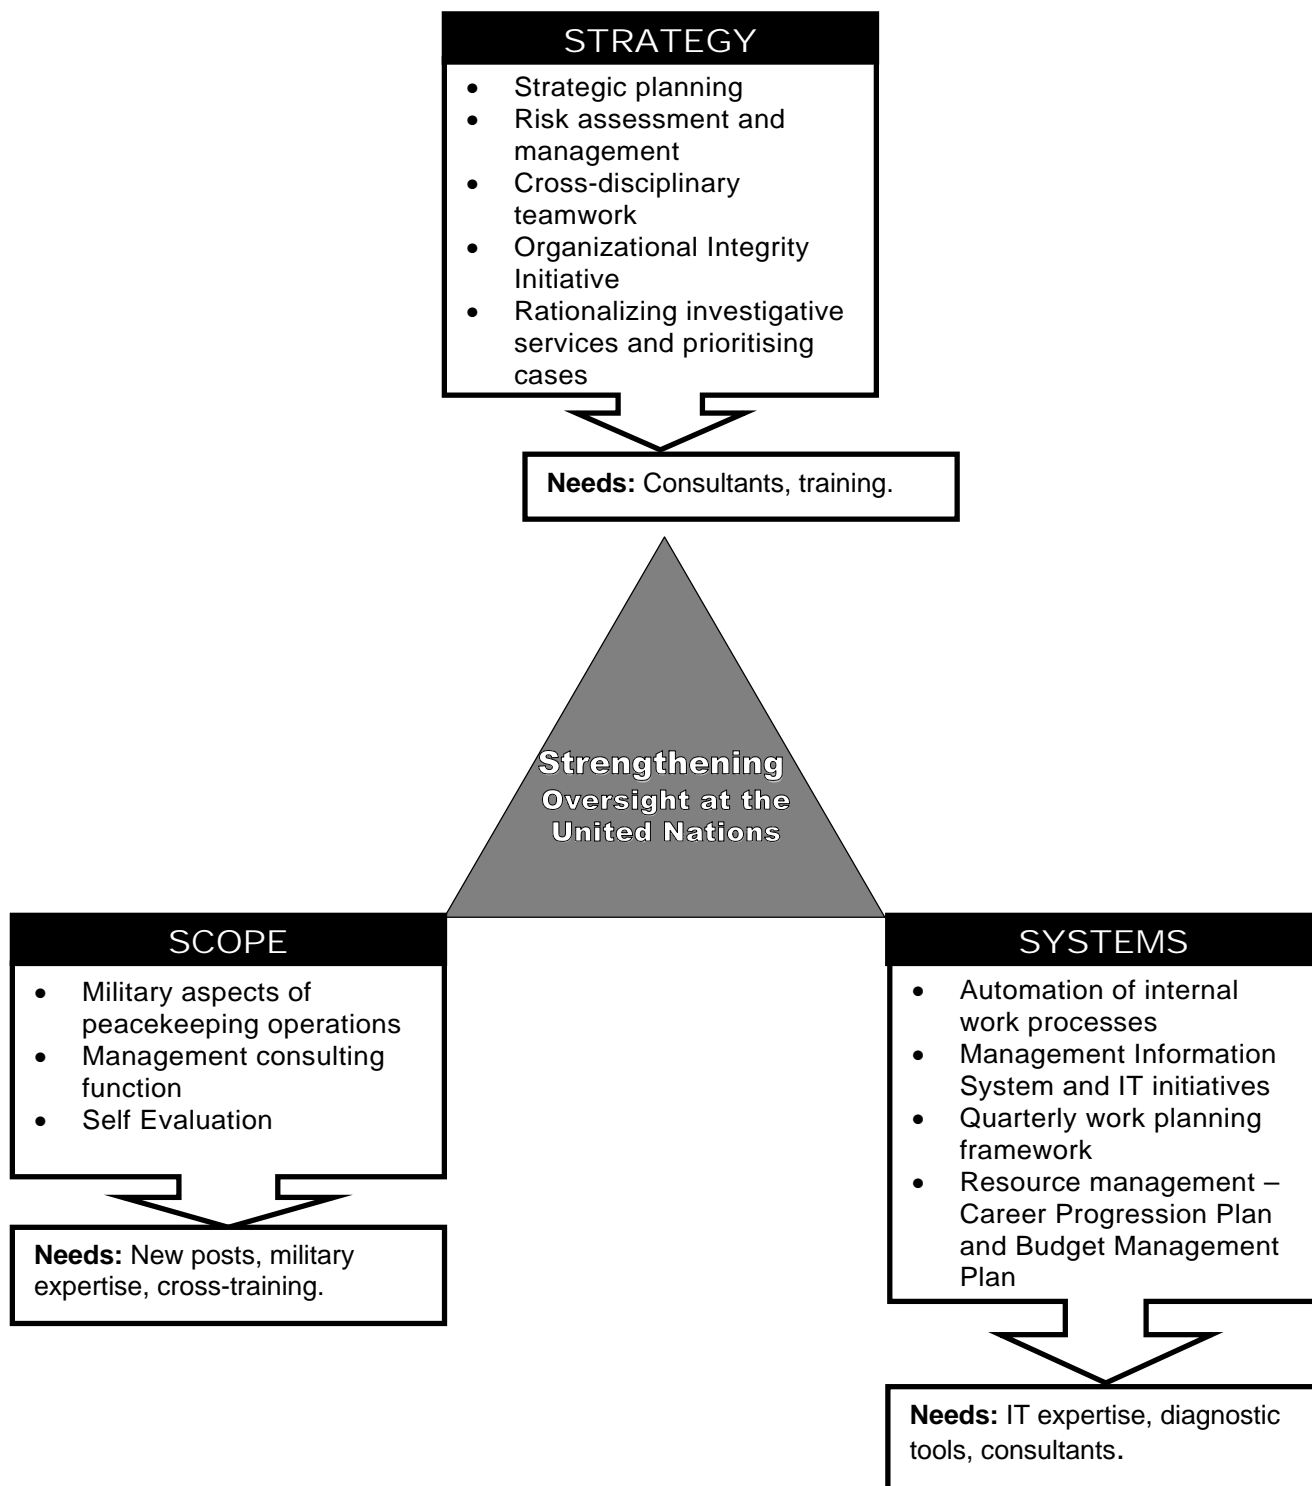 STRATEGY
• Strategic planning
• Risk assessment and
management
• Cross-disciplinary
teamwork
• Organizational Integrity
Initiative
• Rationalizing investigative
services and prioritising
cases
Needs: Consultants, training.
Strengthening
Oversight at the
United Nations
SCOPE
• Military aspects of
peacekeeping operations
• Management consulting
function
• Self Evaluation
Needs: New posts, military
expertise, cross-training.
SYSTEMS
• Automation of internal
work processes
• Management Information
System and IT initiatives
• Quarterly work planning
framework
• Resource management –
Career Progression Plan
and Budget Management
Plan
Needs: IT expertise, diagnostic
tools, consultants.